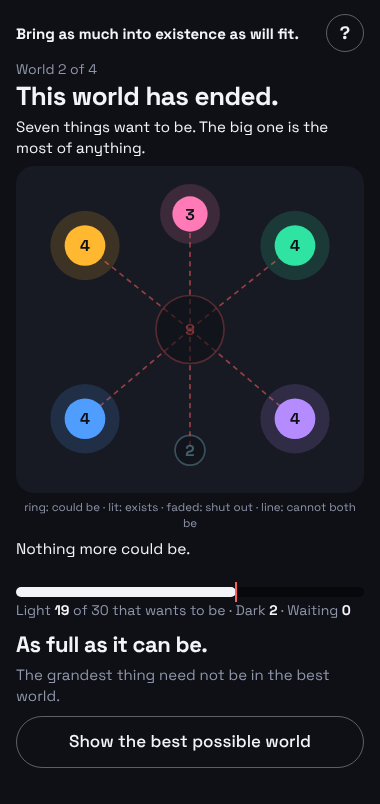 Bring as much into existence as will fit.
?
World 2 of 4
This world has ended.
Seven things want to be. The big one is the
most of anything.
3
4
4
9
4
4
2
ring: could be · lit: exists · faded: shut out · line: cannot both
be
Nothing more could be.
Light 19 of 30 that wants to be · Dark 2 · Waiting 0
As full as it can be.
The grandest thing need not be in the best
world.
Show the best possible world